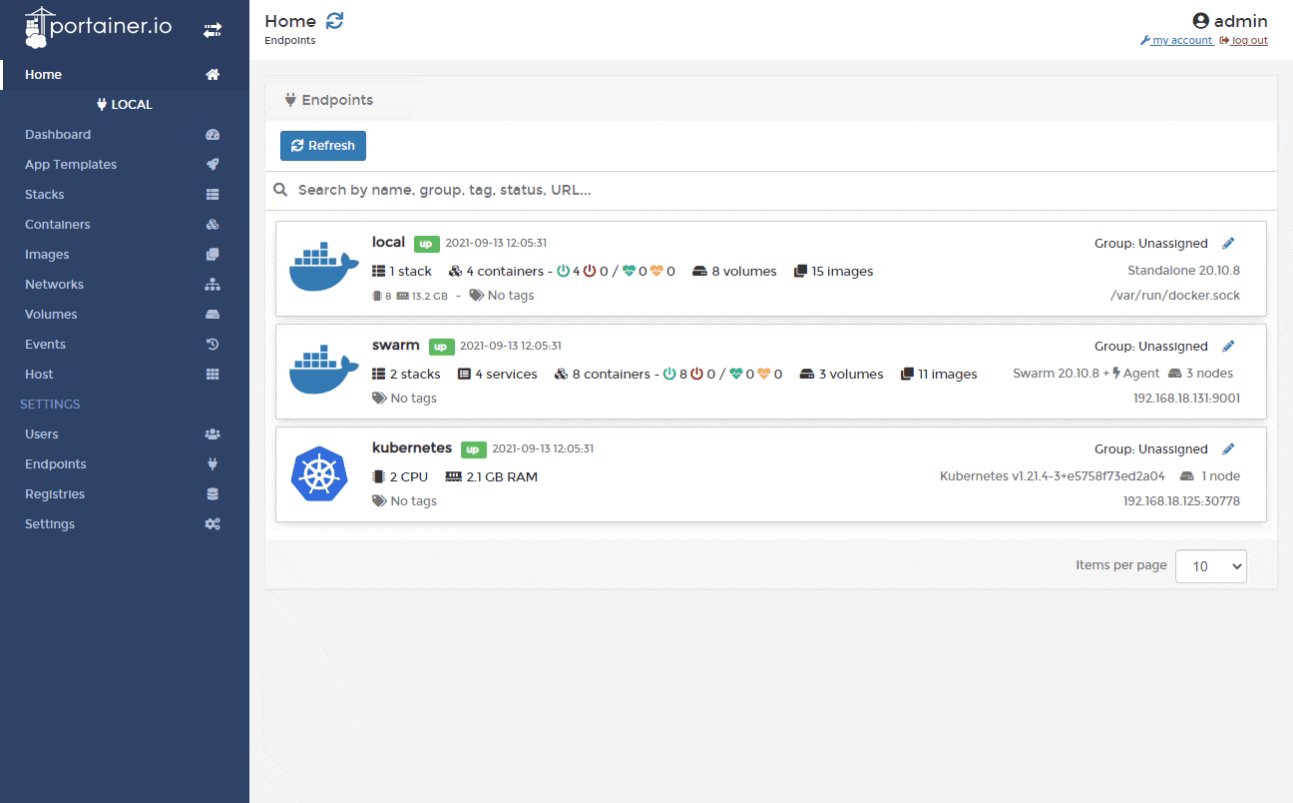 portainer.io
Home
LOCAL
Dashboard
App Templates
Stacks
Containers
Images
Networks
Volumes
Events
Host
SETTINGS
Users
Endpoints
Registries
Settings
Home
Endpoints
admin
my account log out
Endpoints
Refresh
Search by name, group, tag, status, URL...
local up 2021-09-13 12:05:31 Group: Unassigned
1 stack 4 containers - 4 0 / 0 0 8 volumes 15 images Standalone 20.10.8
8 13.2 GB - No tags /var/run/docker.sock
swarm up 2021-09-13 12:05:31 Group: Unassigned
2 stacks 4 services 8 containers - 8 0 / 0 0 3 volumes 11 images Swarm 20.10.8 + Agent 3 nodes
No tags 192.168.18.131:9001
kubernetes up 2021-09-13 12:05:31 Group: Unassigned
2 CPU 2.1 GB RAM Kubernetes v1.21.4-3+e5758f73ed2a04 1 node
No tags 192.168.18.125:30778
Items per page 10